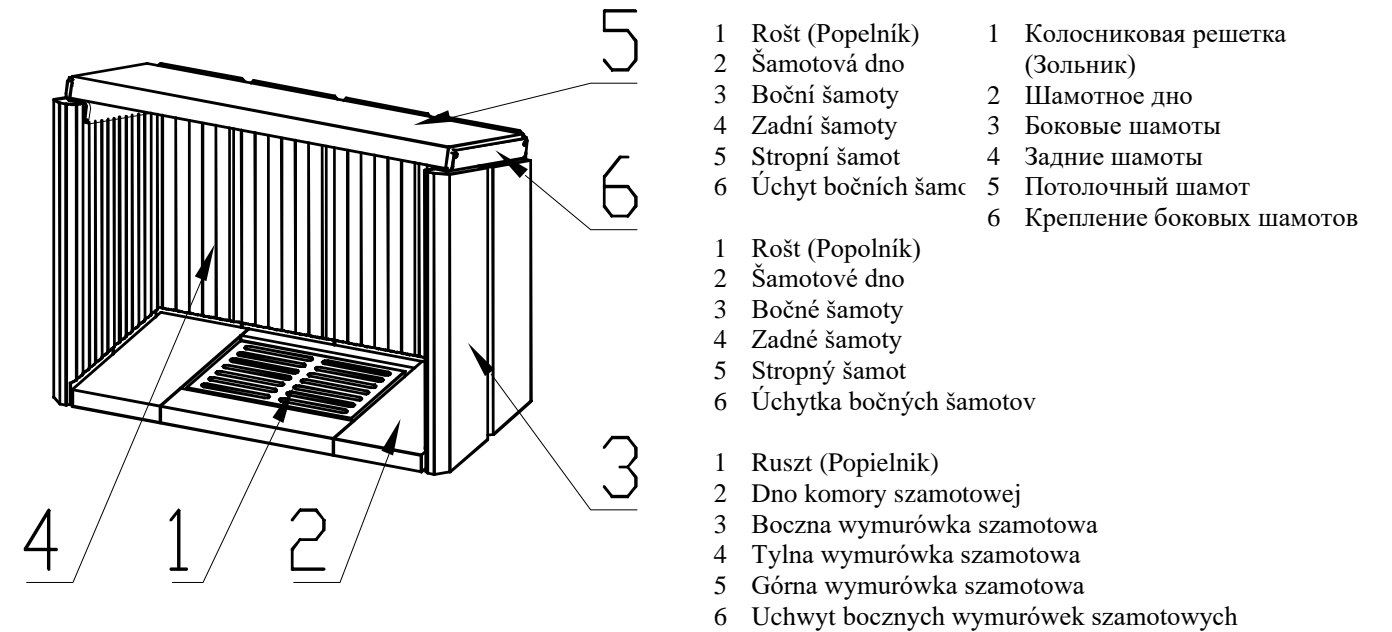 5
6
3
4
1
2
1 Rošt (Popelník)
2 Šamotová dno
3 Boční šamoty
4 Zadní šamoty
5 Stropní šamot
6 Úchyt bočních
1 Колосниковая решетка
(Зольник)
2 Шамотное дно
3 Боковые шамоты
4 Задние шамоты
5 Потолочный шамот
6 Крепление боковых шамотов
1 Rošt (Popolník)
2 Šamotové dno
3 Bočné šamoty
4 Zadné šamoty
5 Stropný šamot
6 Úchytka bočných šamotov
1 Ruszt (Popielnik)
2 Dno komory szamotowej
3 Boczna wymurówka szamotowa
4 Tylna wymurówka szamotowa
5 Górna wymurówka szamotowa
6 Uchwyt bocznych wymurówek szamotowych